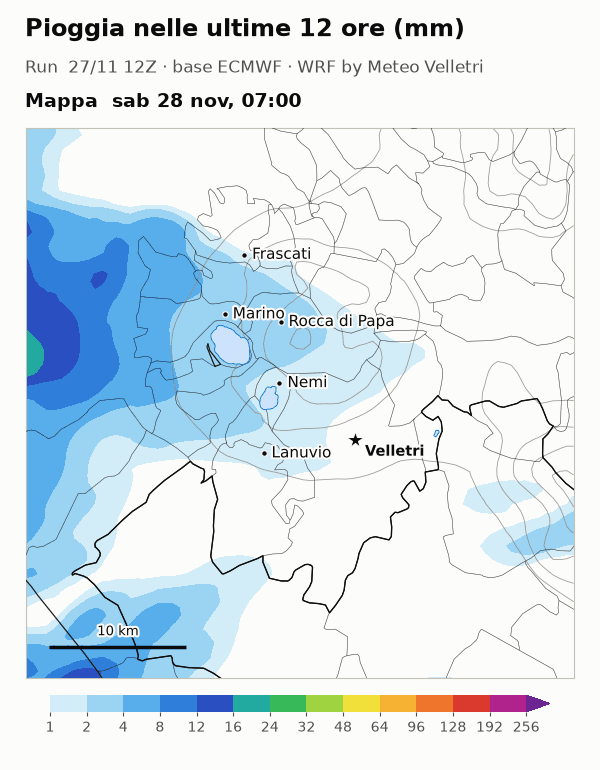 Pioggia nelle ultime 12 ore (mm)
Run 27/11 12Z · base ECMWF · WRF by Meteo Velletri
Mappa sab 28 nov, 07:00
Frascati
Marino
Rocca di Papa
Nemi
Velletri
Lanuvio
10 km
1 2 4 8 12 16 24 32 48 64 96 128 192 256